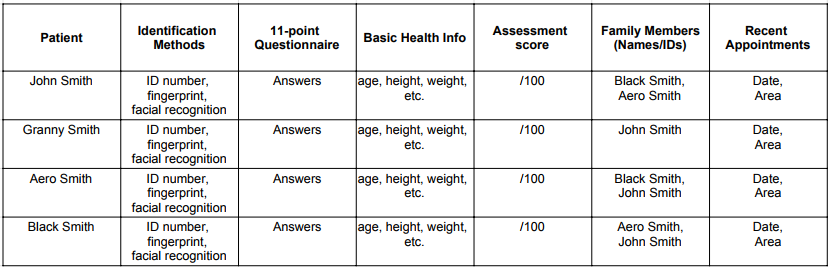 Patient
Identification
Methods
11-point
Questionnaire
Basic Health Info
Assessment
score
Family Members
(Names/IDs)
Recent
Appointments
John Smith
ID number,
fingerprint,
facial recognition
Answers
age, height, weight,
etc.
/100
Black Smith,
Aero Smith
Date,
Area
Granny Smith
ID number,
fingerprint,
facial recognition
Answers
age, height, weight,
etc.
/100
John Smith
Date,
Area
Aero Smith
ID number,
fingerprint,
facial recognition
Answers
age, height, weight,
etc.
/100
Black Smith,
John Smith
Date,
Area
Black Smith
ID number,
fingerprint,
facial recognition
Answers
age, height, weight,
etc.
/100
Aero Smith,
John Smith
Date,
Area